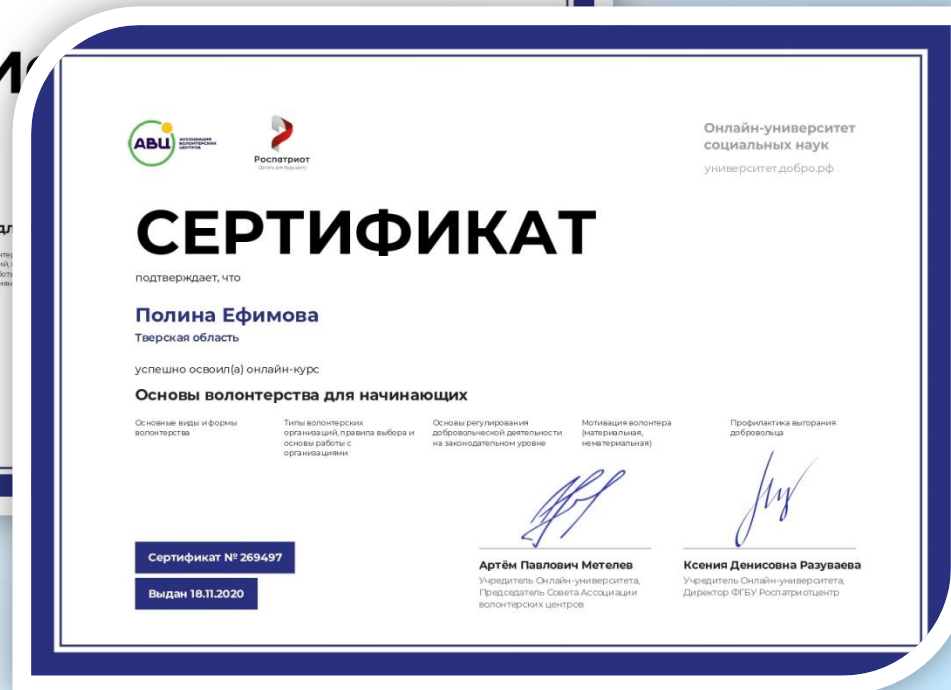 АВЦ
АССОЦИАЦИЯ
ВОЛОНТЕРСКИХ
ЦЕНТРОВ
Роспатриот
Онлайн-университет
социальных наук
университет.добро.рф
СЕРТИФИКАТ
подтверждает, что
Полина Ефимова
Тверская область
успешно освоил(а) онлайн-курс
Основы волонтерства для начинающих
Основные виды и формы
волонтерства
Типы волонтерских
организаций, правила выбора и
основы работы с
организациями
Основы регулирования
добровольческой деятельности
на законодательном уровне
Мотивация волонтера
(материальная,
нематериальная)
Профилактика выгорания
добровольца
Сертификат № 269497
Выдан 18.11.2020
Артём Павлович Метелев
Учредитель Онлайн-университета,
Председатель Совета Ассоциации
волонтерских центров
Ксения Денисовна Разуваева
Учредитель Онлайн-университета,
Директор ФГБУ Роспатриотцентр